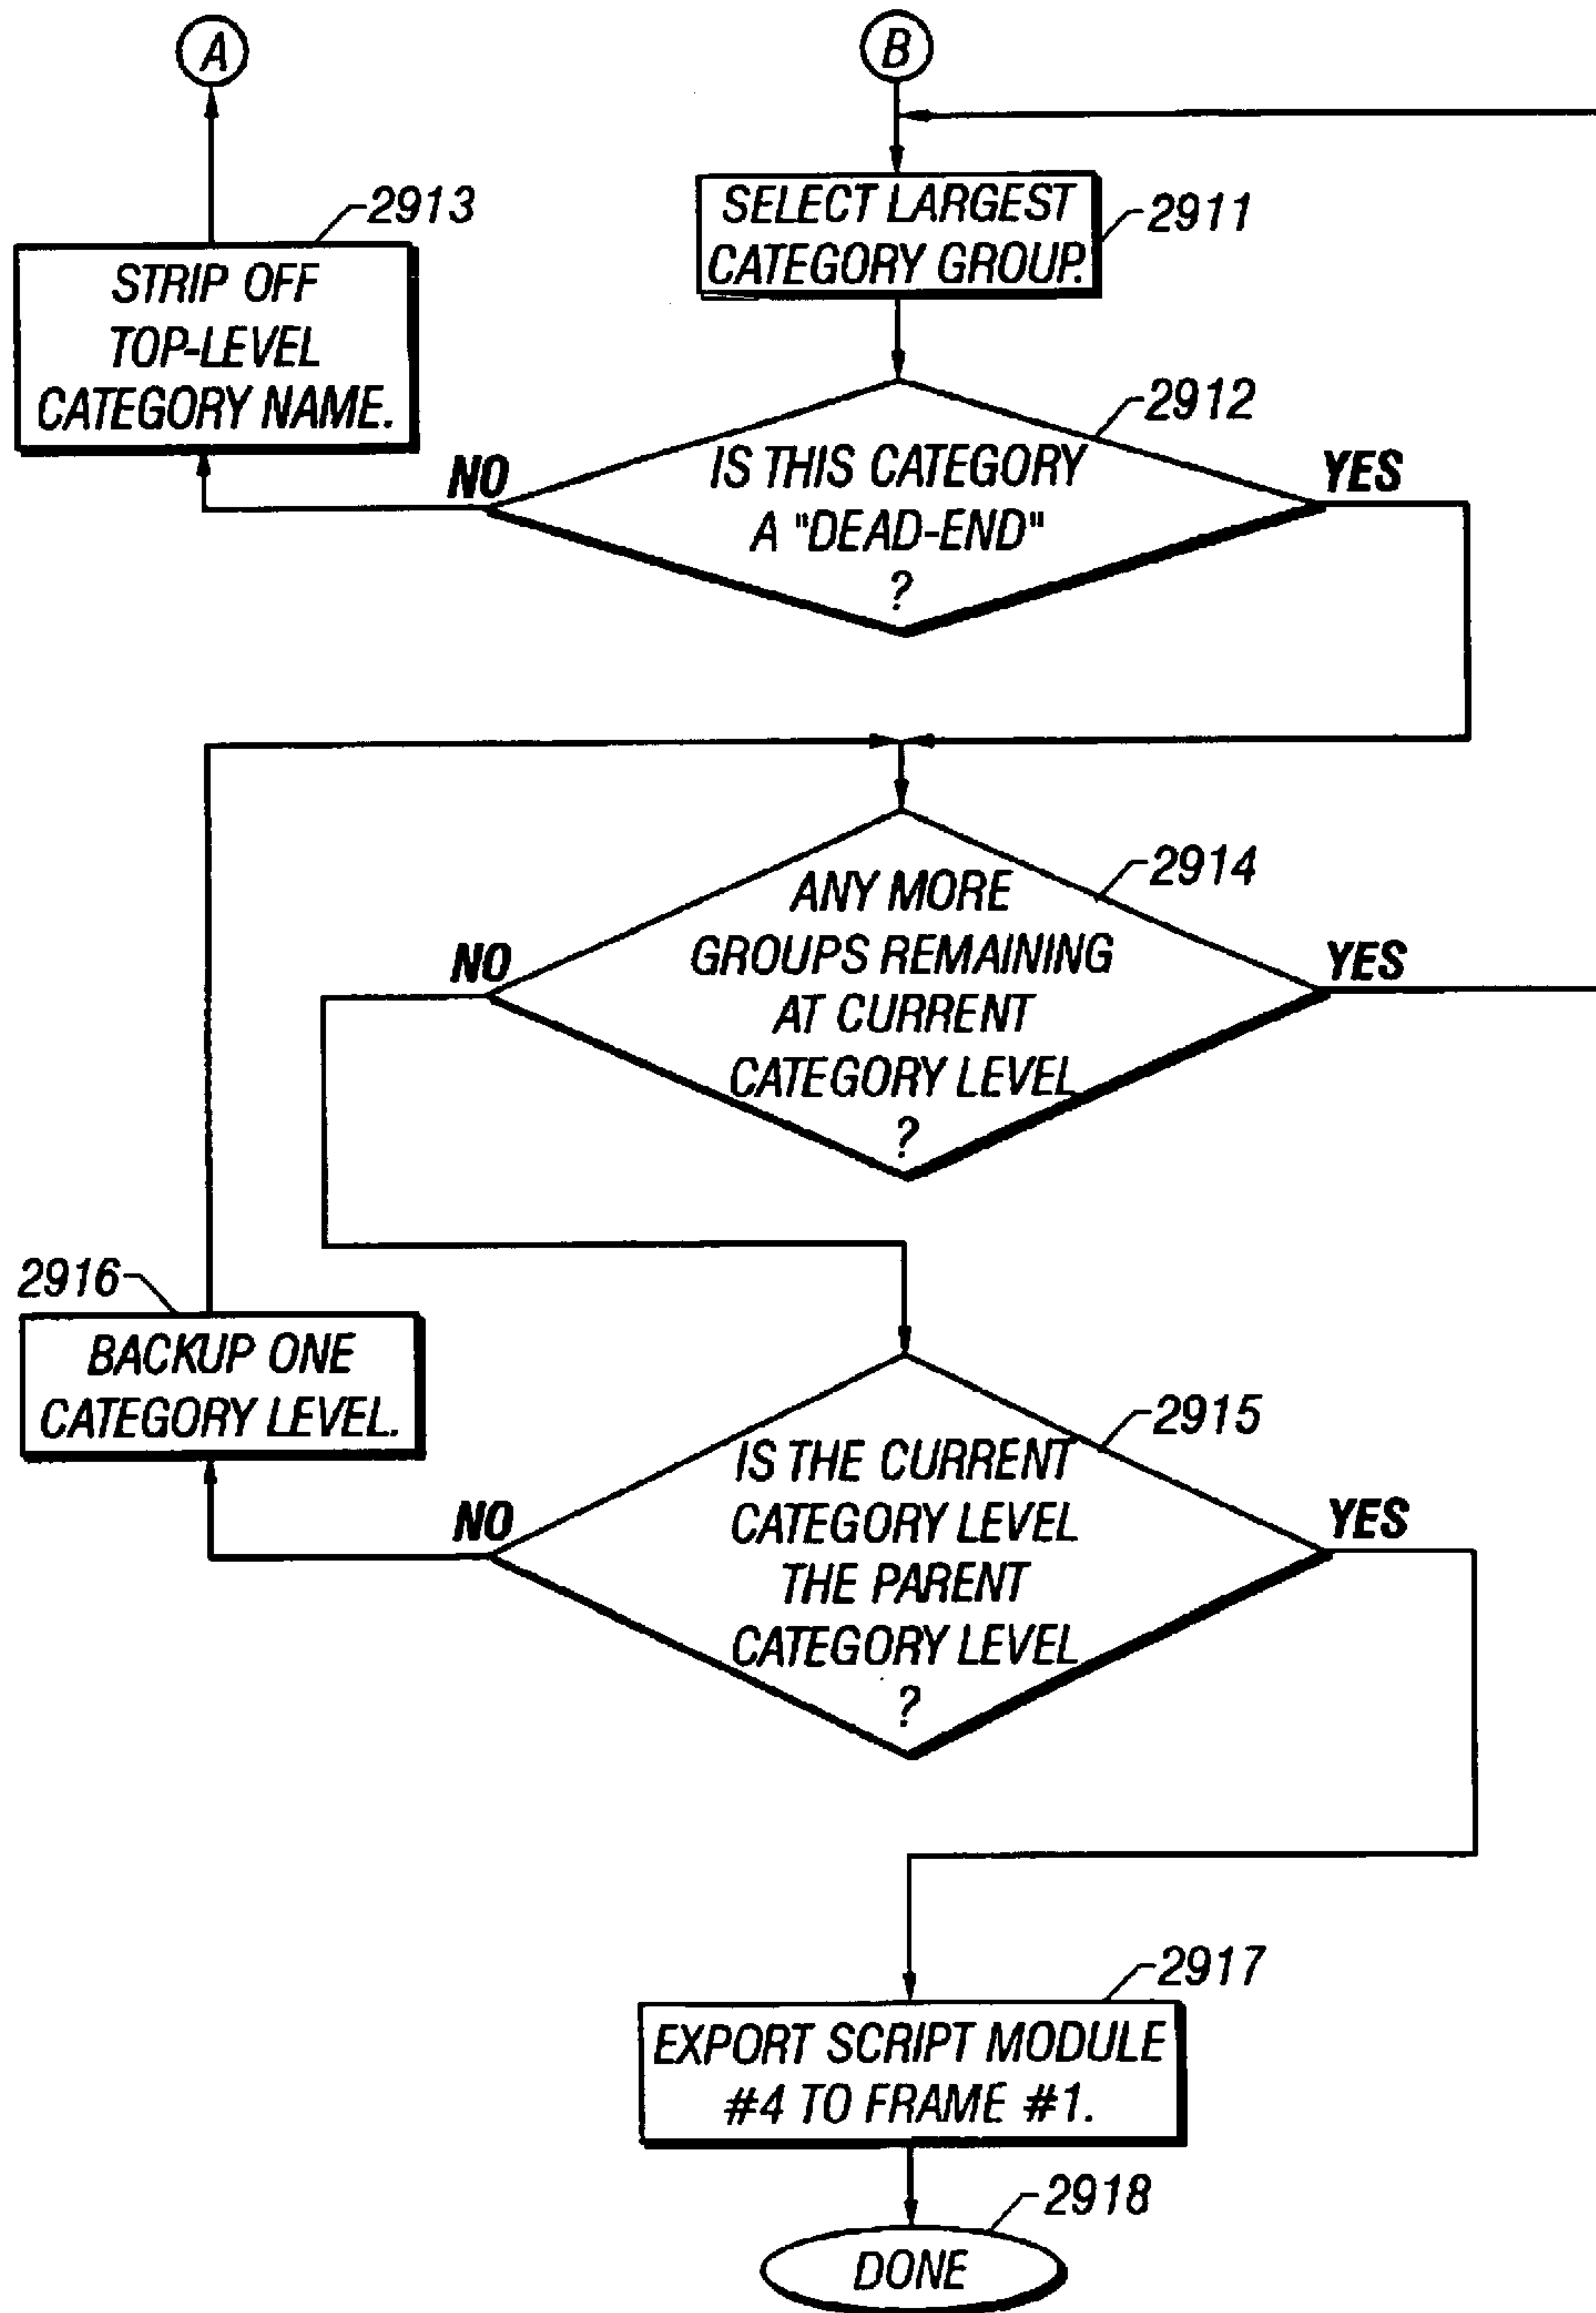 A
B
2913
STRIP OFF
TOP-LEVEL
CATEGORY NAME.
SELECT LARGEST
CATEGORY GROUP.
2911
2912
IS THIS CATEGORY
A "DEAD-END"
?
NO
YES
2914
ANY MORE
GROUPS REMAINING
AT CURRENT
CATEGORY LEVEL
?
NO
YES
2916
BACKUP ONE
CATEGORY LEVEL.
2915
IS THE CURRENT
CATEGORY LEVEL
THE PARENT
CATEGORY LEVEL
?
NO
YES
2917
EXPORT SCRIPT MODULE
#4 TO FRAME #1.
2918
DONE